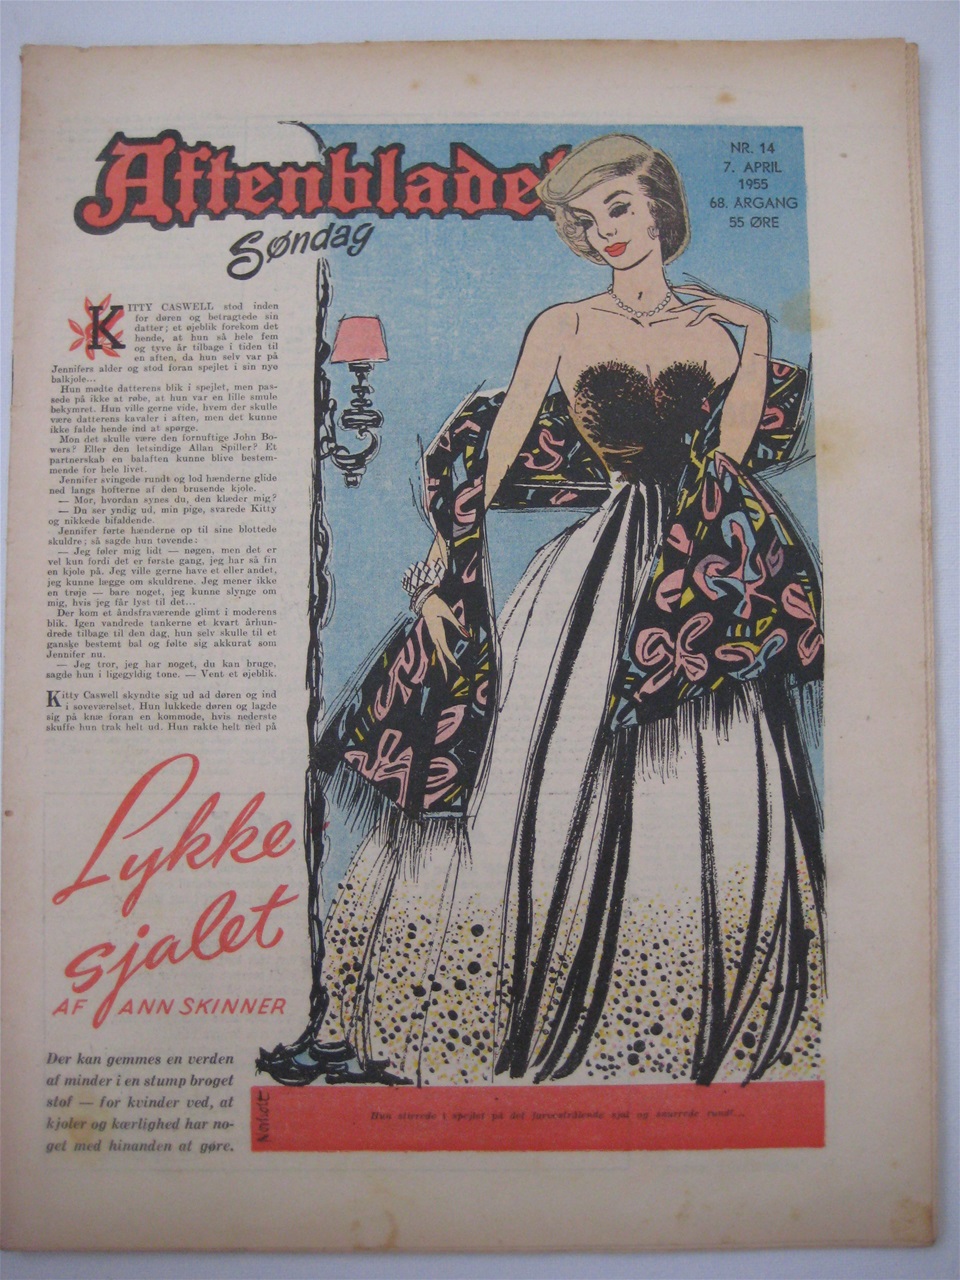 Aftenbladet
Søndag
NR. 14
7. APRIL
1955
68. ÅRGANG
55 ØRE
KITTY CASWELL stod inden
for døren og betragtede sin
datter; et øjeblik forekom det
hende, at hun så hele fem
og tyve år tilbage i tiden til
en aften, da hun selv var på
Jennifers alder og stod foran spejlet i sin nye
balkjole...
Hun mødte datterens blik i spejlet, men pas-
sede på ikke at røbe, at hun var en lille smule
bekymret. Hun ville gerne vide, hvem der skulle
være datterens kavaler i aften, men det kunne
ikke falde hende ind at spørge.
Mon det skulle være den fornuftige John Bo-
wers? Eller den letsindige Allan Spiller? Et
partnerskab en balaften kunne blive bestem-
mende for hele livet.
Jennifer svingede rundt og lod hænderne glide
ned langs hofterne af den brusende kjole.
— Mor, hvordan synes du, den klæder mig?
— Du ser yndig ud, min pige, svarede Kitty
og nikkede bifaldende.
Jennifer førte hænderne op til sine blottede
skuldre; så sagde hun tøvende:
— Jeg føler mig lidt — nøgen, men det er
vel kun fordi det er første gang, jeg har så fin
en kjole på. Jeg ville gerne have et eller andet,
jeg kunne lægge om skuldrene. Jeg mener ikke
en trøje — bare noget, jeg kunne slynge om
mig, hvis jeg får lyst til det...
Der kom et åndsfraværende glimt i moderens
blik. Igen vandrede tankerne et kvart århun-
drede tilbage til den dag, hun selv skulle til et
ganske bestemt bal og følte sig akkurat som
Jennifer nu.
— Jeg tror, jeg har noget, du kan bruge,
sagde hun i ligegyldig tone. — Vent et øjeblik.
Kitty Caswell skyndte sig ud ad døren og ind
i soveværelset. Hun lukkede døren og lagde
sig på knæ foran en kommode, hvis nederste
skuffe hun trak helt ud. Hun rakte helt ned på
Lykke
sjalet
AF ANN SKINNER
Der kan gemmes en verden
af minder i en stump broget
stof — for kvinder ved, at
kjoler og kærlighed har no-
get med hinanden at gøre.
Hun stirrede i spejlet på det farvestrålende sjal og snurrede rundt...